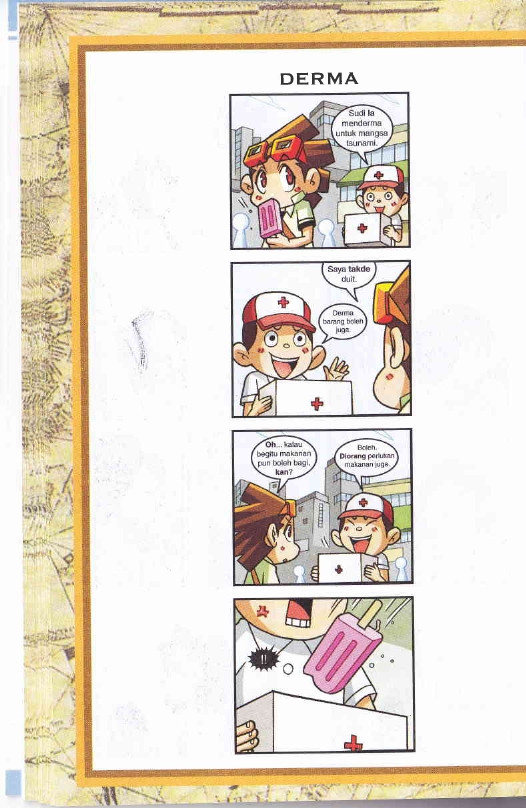 DERMA
Sudi la
menderma
untuk mangsa
tsunami.
Saya takde
duit.
Derma
barang boleh
juga.
Oh... kalau
begitu makanan
pun boleh bagi,
kan?
Boleh.
Diorang perlukan
makanan juga.
!!